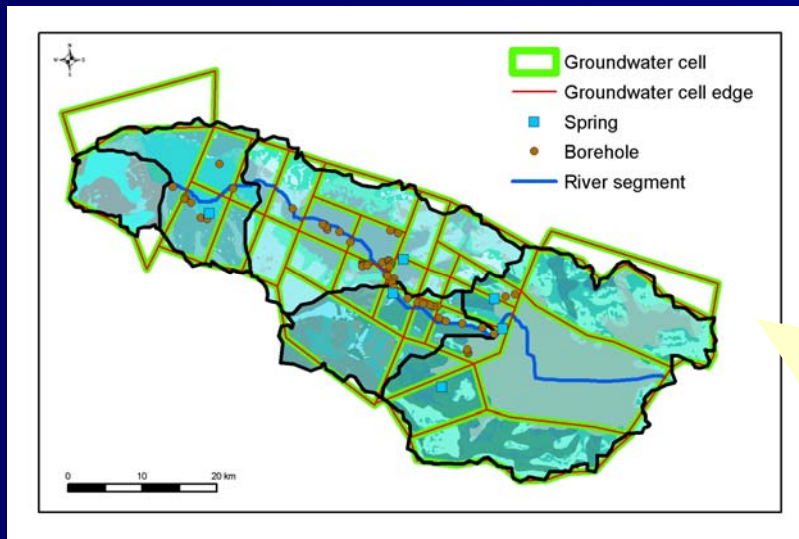 N
Groundwater cell
Groundwater cell edge
Spring
Borehole
River segment
0 10 20 km